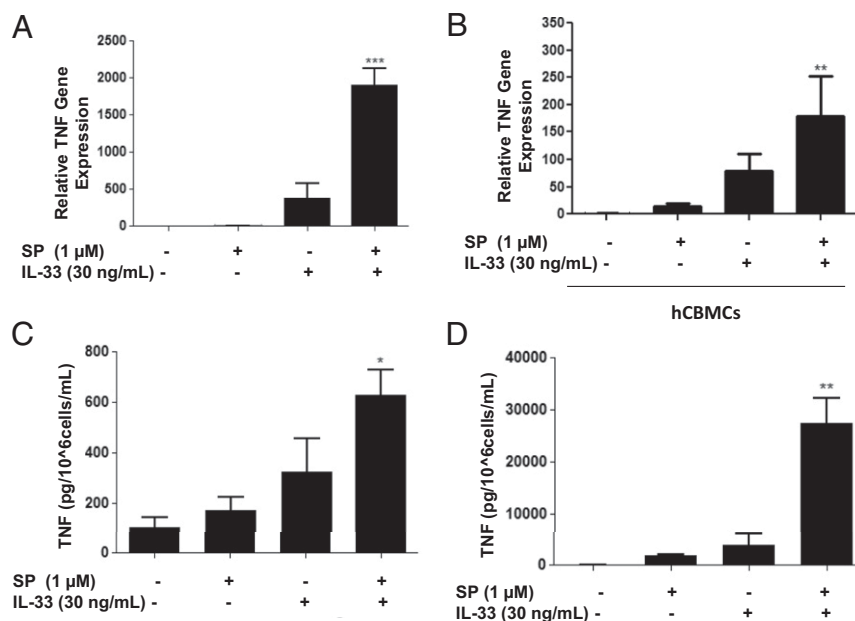 A
Relative TNF Gene
Expression
2500
2000
1500
1000
500
0
***
SP (1 µM) - + - +
IL-33 (30 ng/mL) - - + +
B
Relative TNF Gene
Expression
350
300
250
200
150
100
50
0
**
SP (1 µM) - + - +
IL-33 (30 ng/mL) - - + +
hCBMCs
C
TNF (pg/10^6cells/mL)
800
600
400
200
0
*
SP (1 µM) - + - +
IL-33 (30 ng/mL) - - + +
D
TNF (pg/10^6cells/mL)
40000
30000
20000
10000
0
**
SP (1 µM) - + - +
IL-33 (30 ng/mL) - - + +